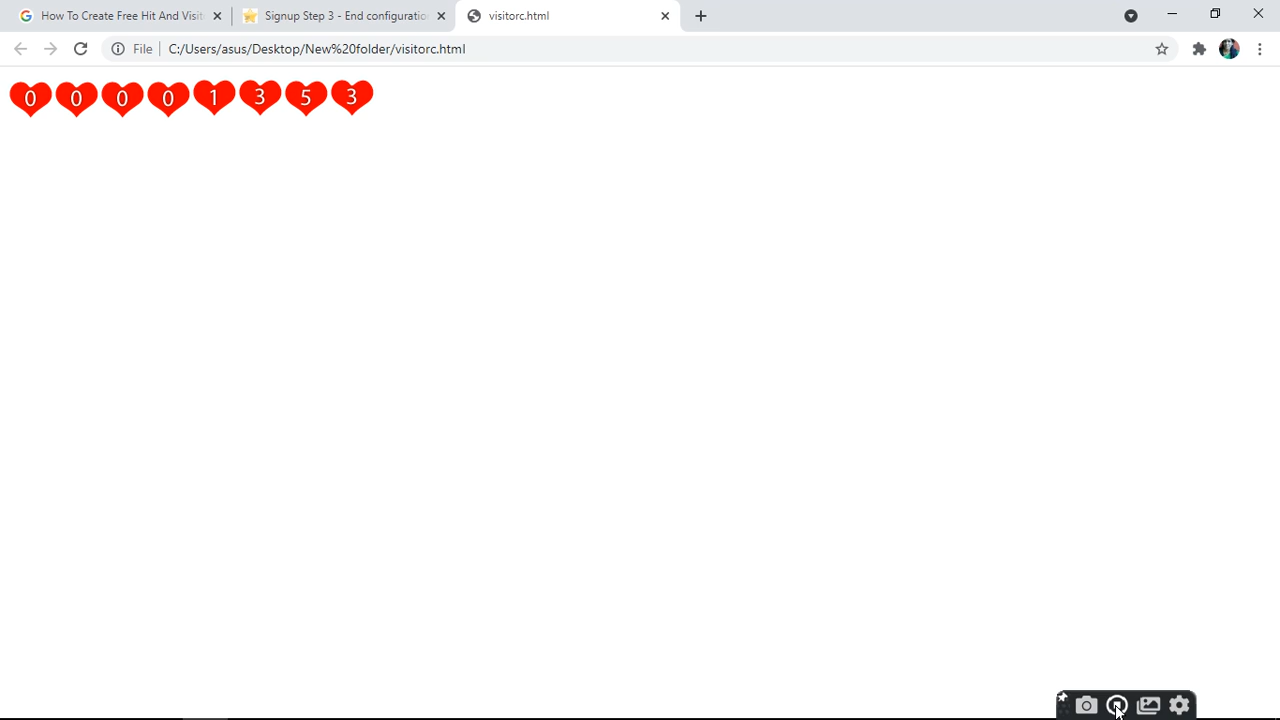 How To Create Free Hit And Visit
Signup Step 3 - End configuratio
visitorc.html
File
C:/Users/asus/Desktop/New%20folder/visitorc.html
0 0 0 0 1 3 5 3